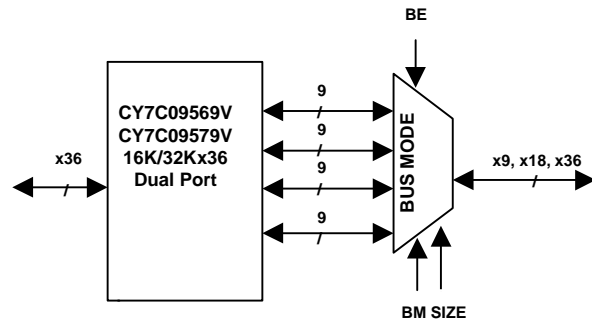 BE
CY7C09569V
CY7C09579V
16K/32Kx36
Dual Port
x36
9
9
9
9
BUS MODE
x9, x18, x36
BM SIZE